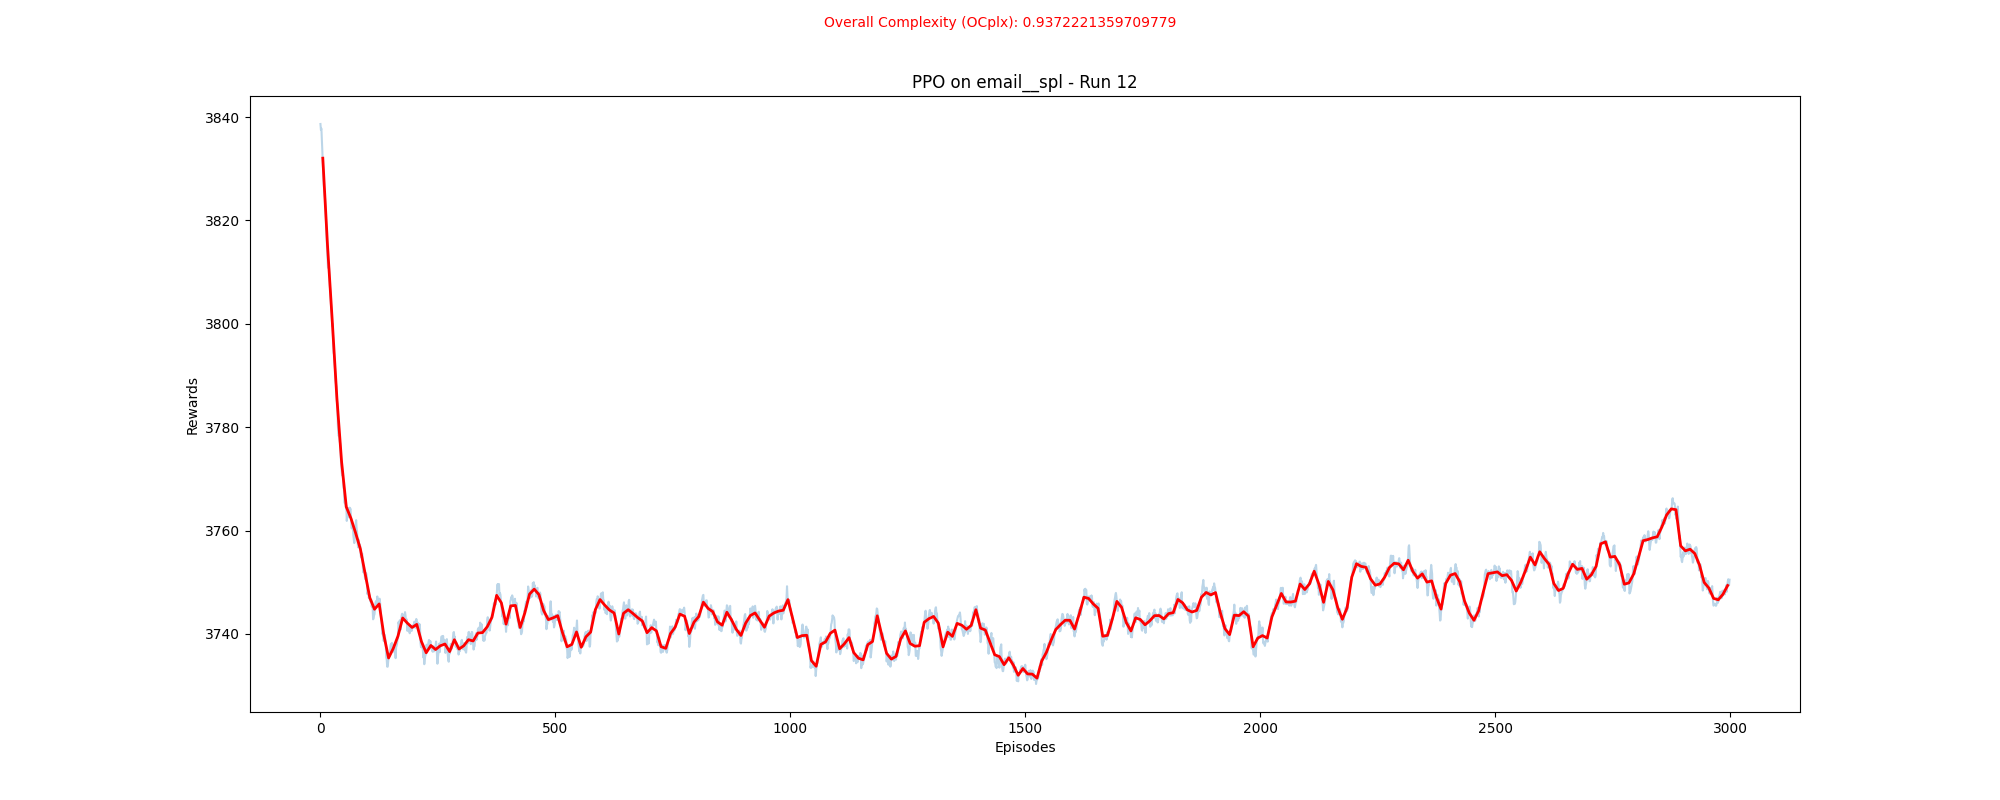 Overall Complexity (OCplx): 0.9372221359709779
PPO on email__spl - Run 12
3840
3820
3800
3780
3760
3740
Rewards
0 500 1000 1500 2000 2500 3000
Episodes